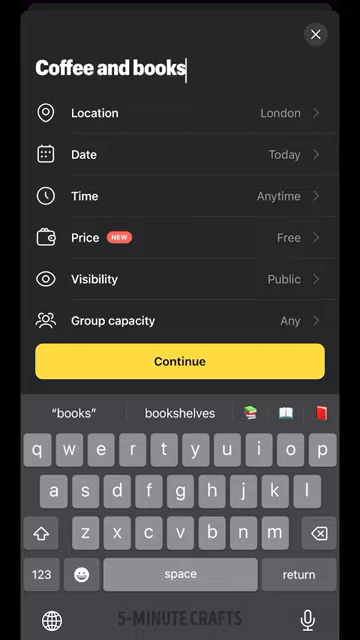 Coffee and books
Location London
Date Today
Time Anytime
Price NEW Free
Visibility Public
Group capacity Any
Continue
"books" bookshelves
q w e r t y u i o p
a s d f g h j k l
z x c v b n m
123 space return
5-MINUTE CRAFTS